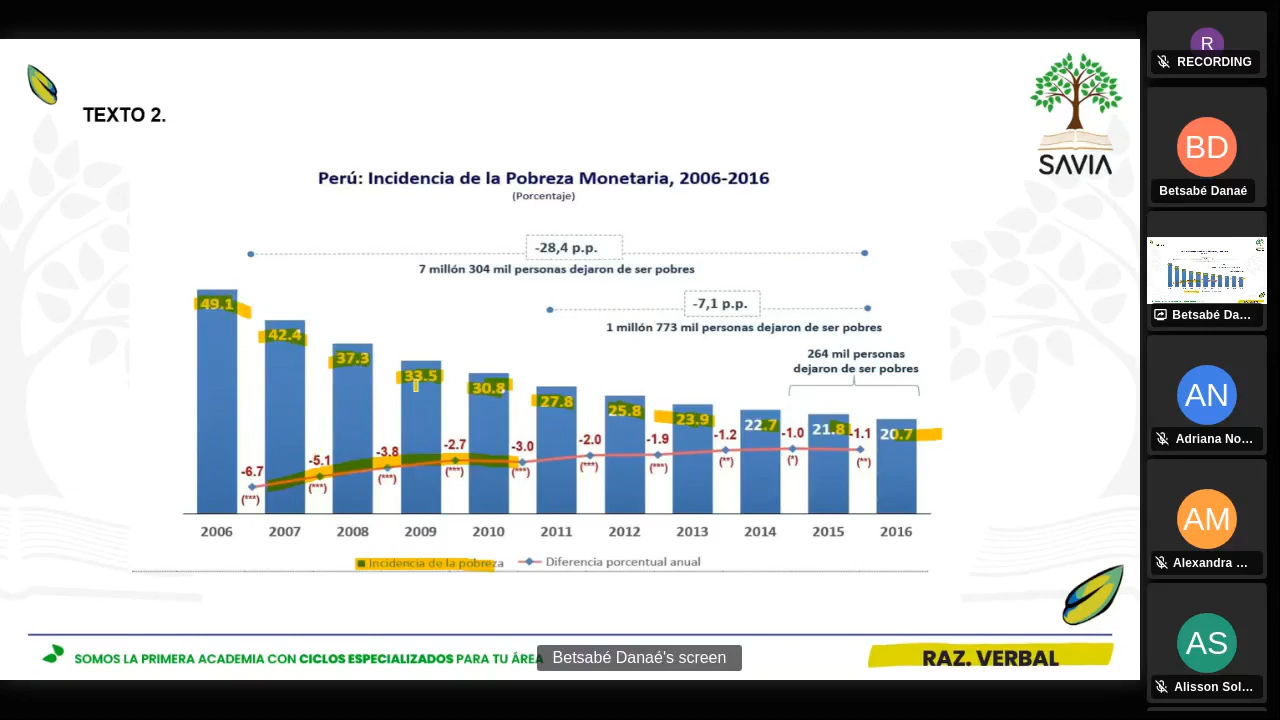 TEXTO 2.
SAVIA
Perú: Incidencia de la Pobreza Monetaria, 2006-2016
(Porcentaje)
-28,4 p.p.
7 millón 304 mil personas dejaron de ser pobres
-7,1 p.p.
1 millón 773 mil personas dejaron de ser pobres
264 mil personas
dejaron de ser pobres
49.1 42.4 37.3 33.5 30.8 27.8 25.8 23.9 22.7 21.8 20.7
-6.7 -5.1 -3.8 -2.7 -3.0 -2.0 -1.9 -1.2 -1.0 -1.1
(***) (***) (***) (***) (***) (***) (***) (**) (*) (**)
2006 2007 2008 2009 2010 2011 2012 2013 2014 2015 2016
Incidencia de la pobreza Diferencia porcentual anual
SOMOS LA PRIMERA ACADEMIA CON CICLOS ESPECIALIZADOS PARA TU ÁREA
RAZ. VERBAL
Betsabé Danaé's screen
R
RECORDING
BD
Betsabé Danaé
Betsabé Da...
AN
Adriana No...
AM
Alexandra ...
AS
Alisson Sol...